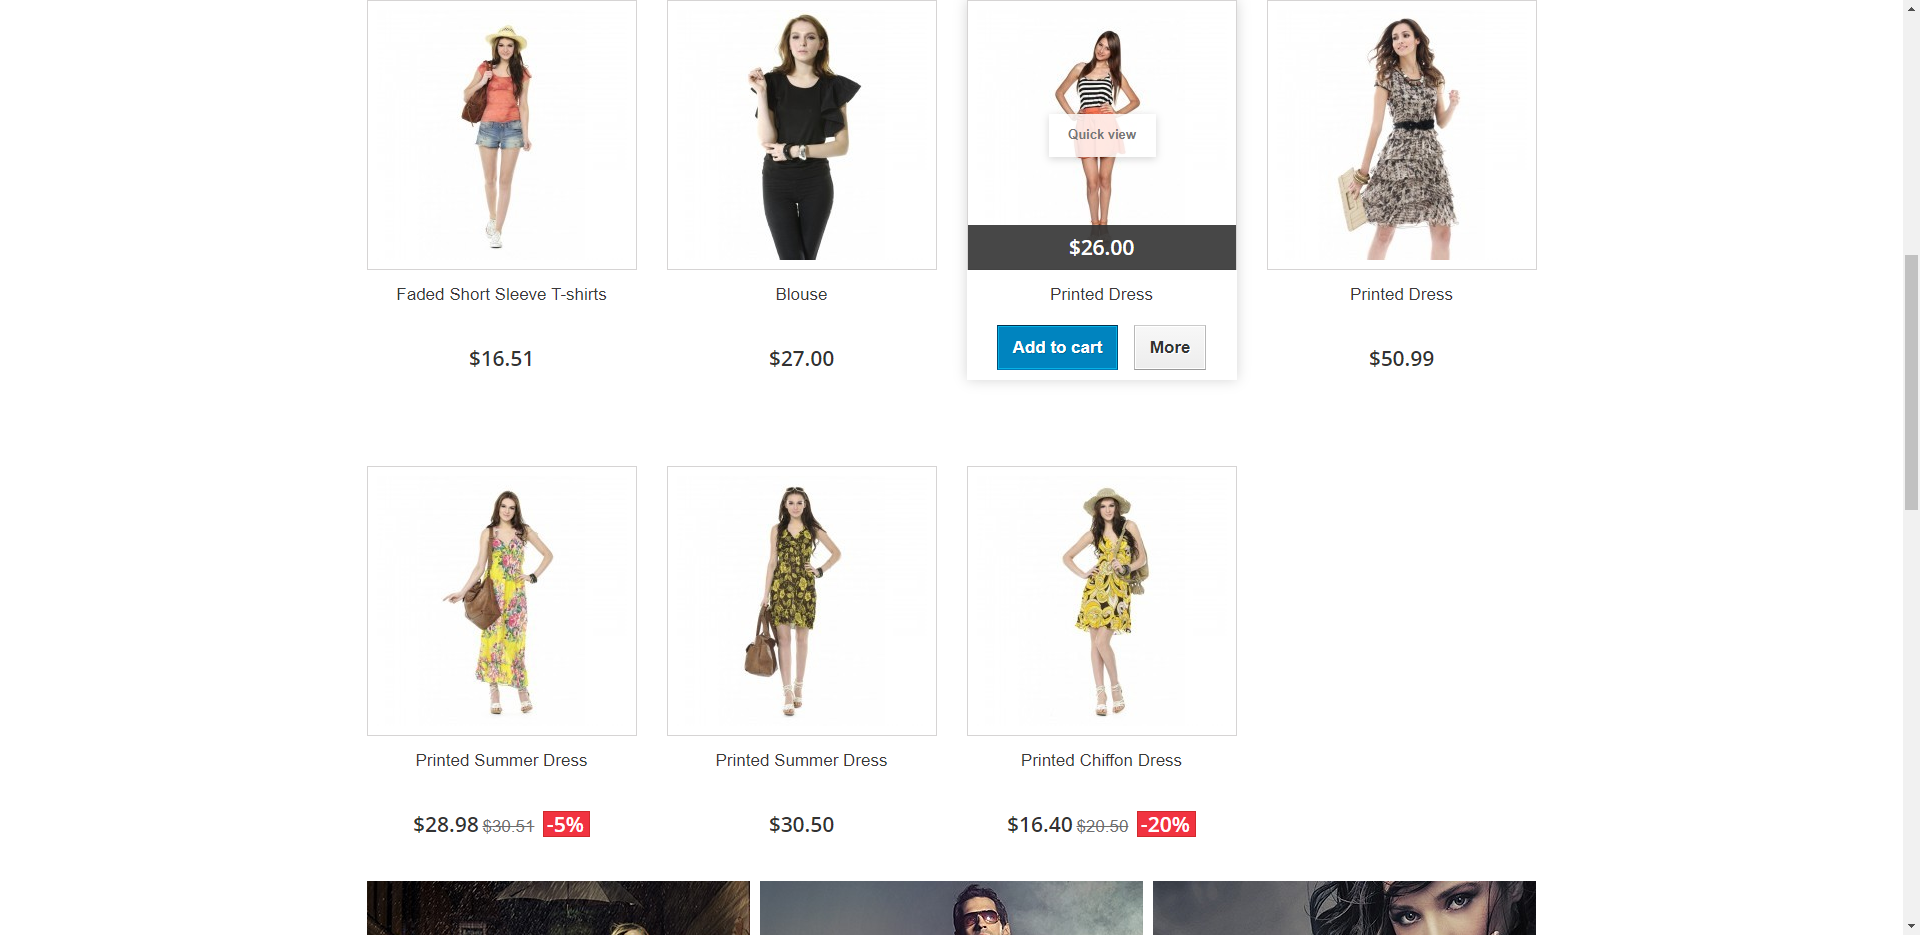 Quick view
$26.00
Faded Short Sleeve T-shirts
Blouse
Printed Dress
Printed Dress
$16.51
$27.00
Add to cart
More
$50.99
Printed Summer Dress
Printed Summer Dress
Printed Chiffon Dress
$28.98 $30.51 -5%
$30.50
$16.40 $20.50 -20%